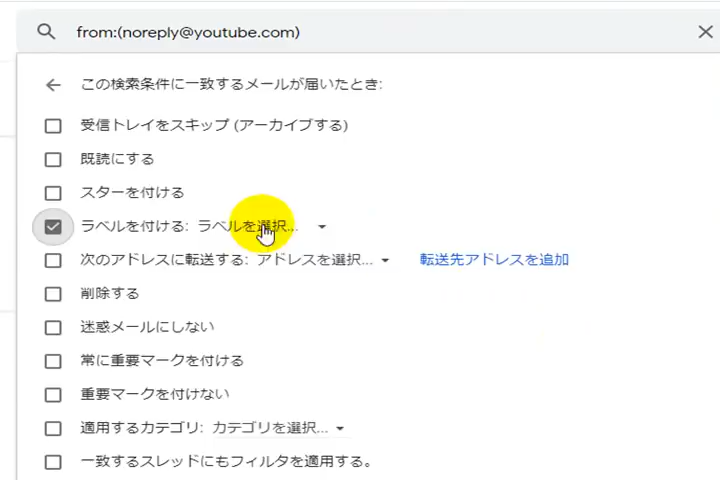 from:(noreply@youtube.com)
この検索条件に一致するメールが届いたとき:
受信トレイをスキップ (アーカイブする)
既読にする
スターを付ける
ラベルを付ける: ラベルを選択...
次のアドレスに転送する: アドレスを選択... 転送先アドレスを追加
削除する
迷惑メールにしない
常に重要マークを付ける
重要マークを付けない
適用するカテゴリ: カテゴリを選択...
一致するスレッドにもフィルタを適用する。